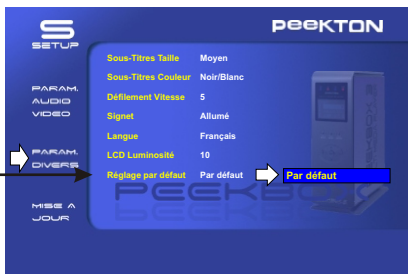 SETUP
PEEKTON
Sous-Titres Taille Moyen
Sous-Titres Couleur Noir/Blanc
PARAM.
AUDIO
VIDEO
Défilement Vitesse 5
Signet Allumé
Langue Français
PARAM.
DIVERS
LCD Luminosité 10
Réglage par défaut Par défaut Par défaut
PEEKBOX
MISE A
JOUR